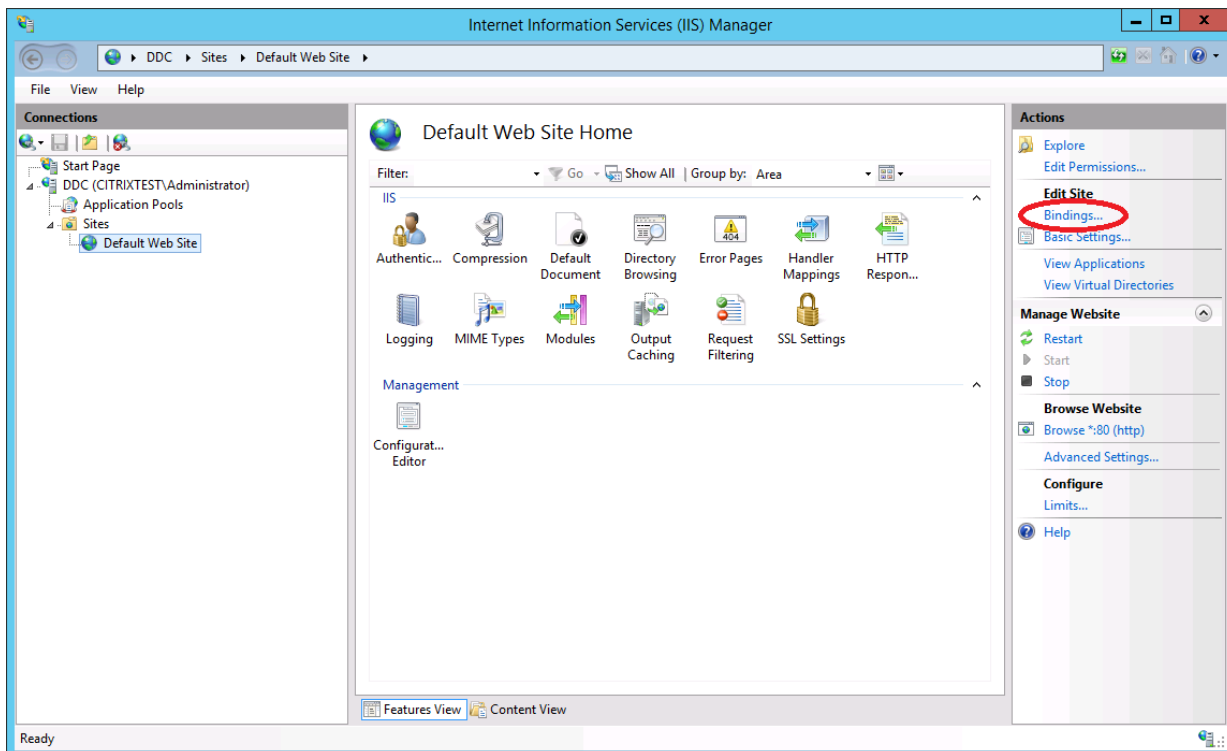 Internet Information Services (IIS) Manager
DDC Sites Default Web Site
File View Help
Connections
Start Page
DDC (CITRIXTEST\Administrator)
Application Pools
Sites
Default Web Site
Default Web Site Home
Filter: Go Show All Group by: Area
IIS
Authentic... Compression Default Document Directory Browsing Error Pages Handler Mappings HTTP Respon...
Logging MIME Types Modules Output Caching Request Filtering SSL Settings
Management
Configurat... Editor
Features View Content View
Actions
Explore
Edit Permissions...
Edit Site
Bindings...
Basic Settings...
View Applications
View Virtual Directories
Manage Website
Restart
Start
Stop
Browse Website
Browse *:80 (http)
Advanced Settings...
Configure
Limits...
Help
Ready